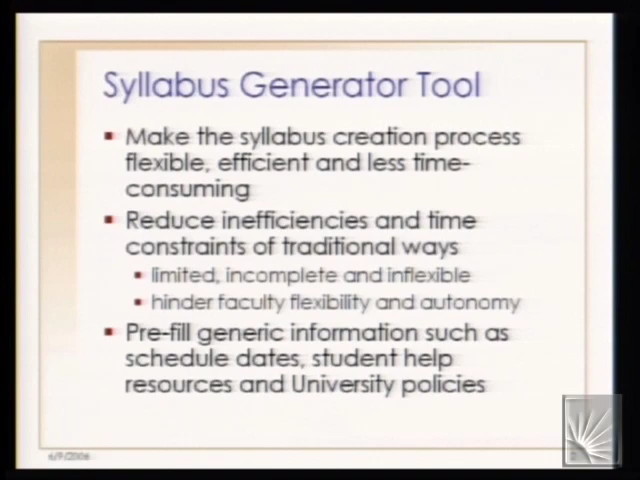 Syllabus Generator Tool
Make the syllabus creation process
flexible, efficient and less time-
consuming
Reduce inefficiencies and time
constraints of traditional ways
limited, incomplete and inflexible
hinder faculty flexibility and autonomy
Pre-fill generic information such as
schedule dates, student help
resources and University policies
6/9/2006